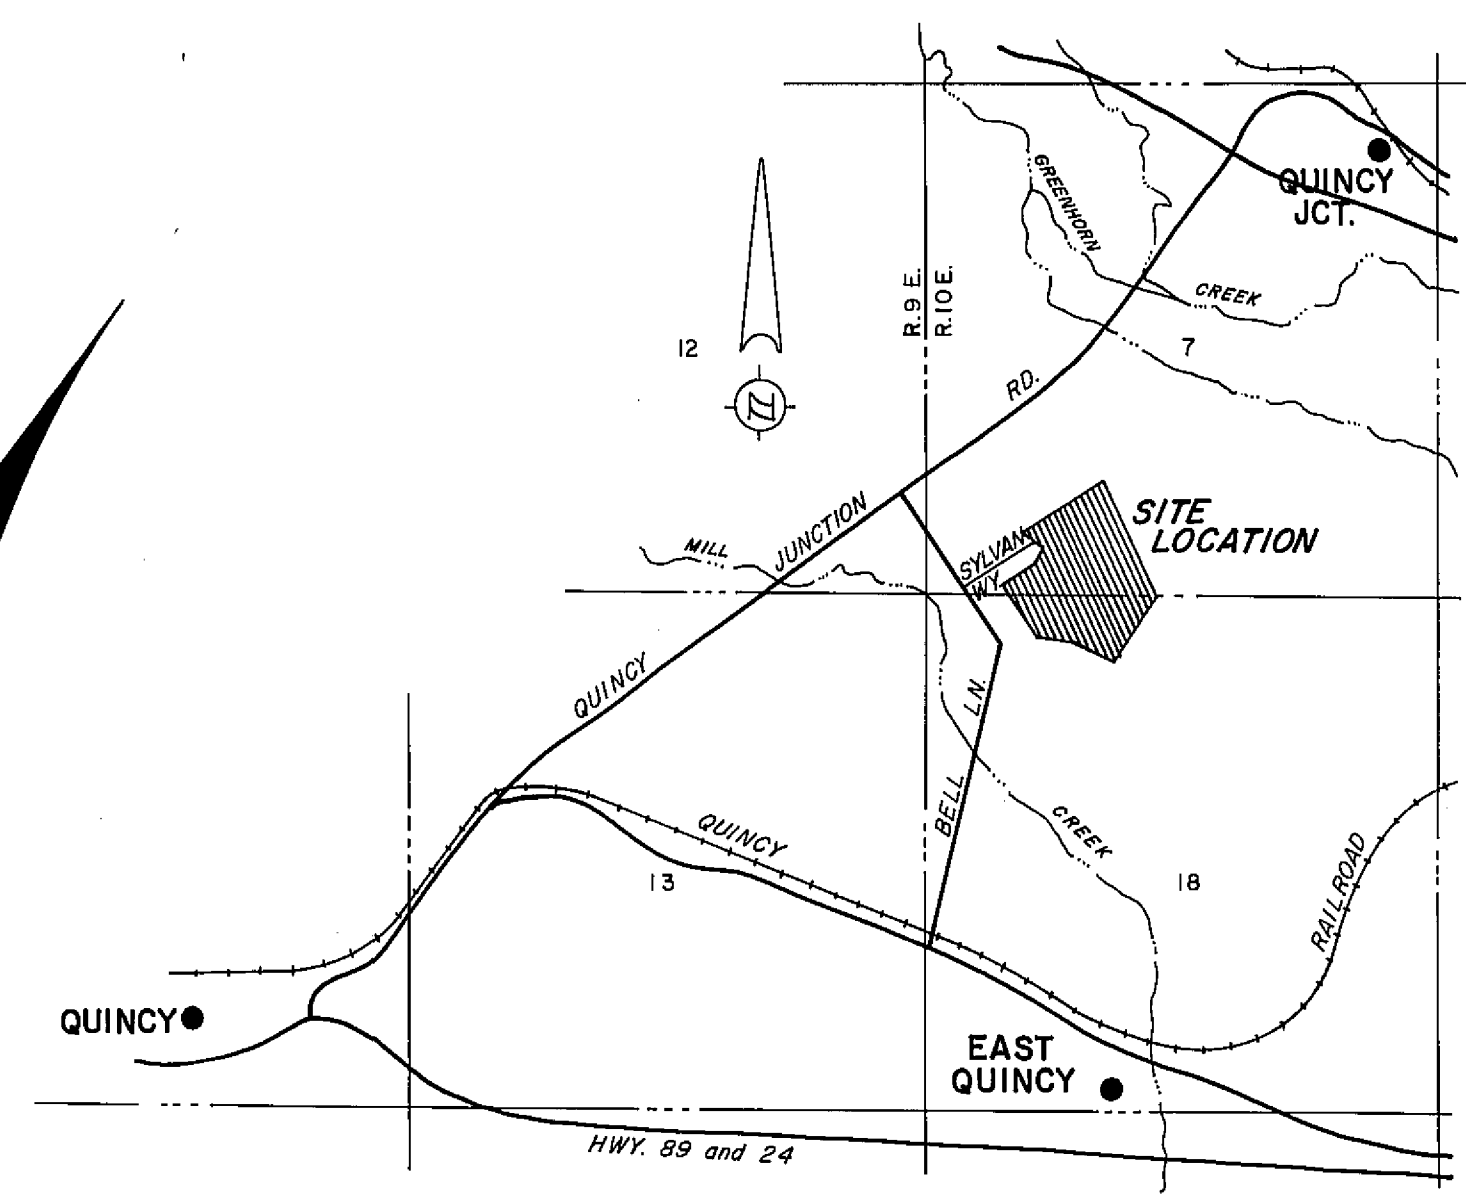 QUINCY
JCT.
GREENHORN
CREEK
R. 9 E.
R. 10 E.
12
7
RD.
JUNCTION
QUINCY
MILL
SYLVAN
WY.
SITE
LOCATION
LN.
BELL
CREEK
QUINCY
RAILROAD
13
18
QUINCY
EAST
QUINCY
HWY. 89 and 24